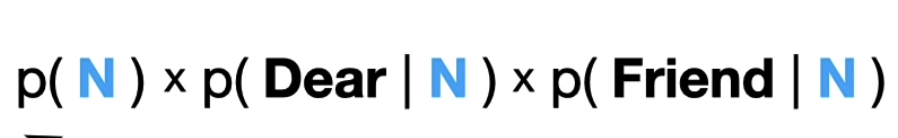 p( N ) x p( Dear | N ) x p( Friend | N )